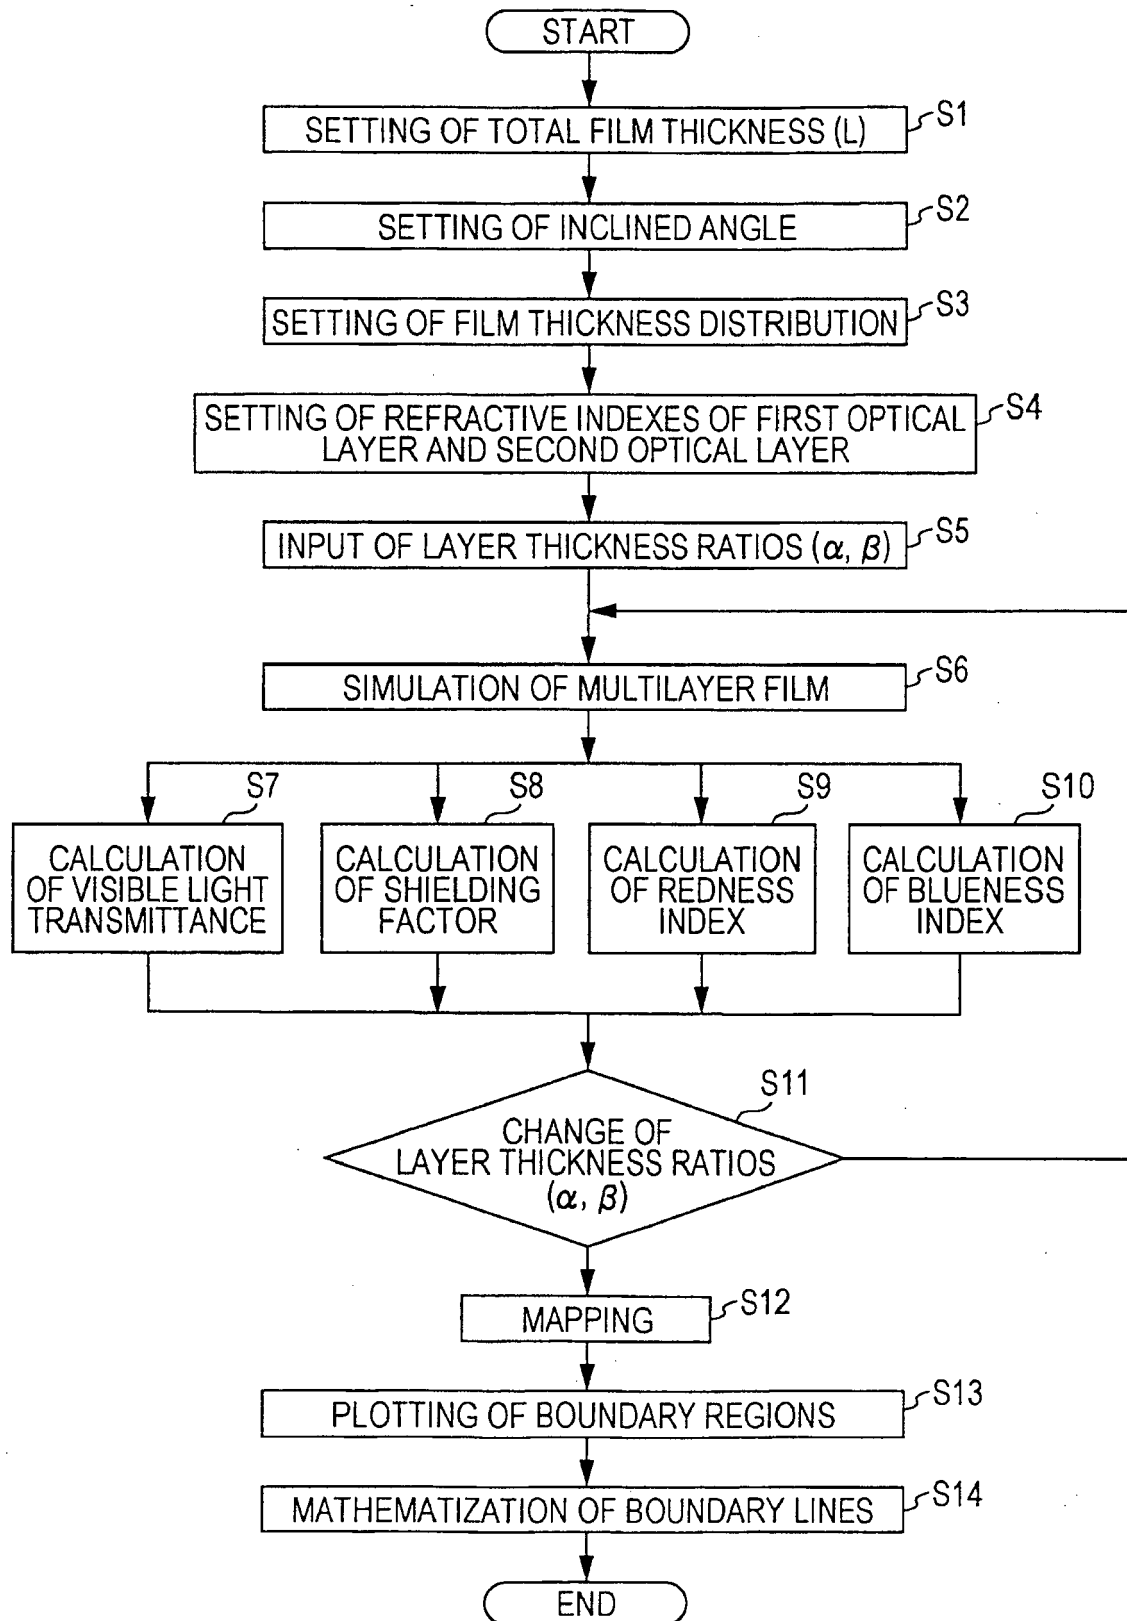 START
S1
SETTING OF TOTAL FILM THICKNESS (L)
S2
SETTING OF INCLINED ANGLE
S3
SETTING OF FILM THICKNESS DISTRIBUTION
S4
SETTING OF REFRACTIVE INDEXES OF FIRST OPTICAL
LAYER AND SECOND OPTICAL LAYER
S5
INPUT OF LAYER THICKNESS RATIOS (α, β)
S6
SIMULATION OF MULTILAYER FILM
S7
CALCULATION
OF VISIBLE LIGHT
TRANSMITTANCE
S8
CALCULATION
OF SHIELDING
FACTOR
S9
CALCULATION
OF REDNESS
INDEX
S10
CALCULATION
OF BLUENESS
INDEX
S11
CHANGE OF
LAYER THICKNESS RATIOS
(α, β)
S12
MAPPING
S13
PLOTTING OF BOUNDARY REGIONS
S14
MATHEMATIZATION OF BOUNDARY LINES
END